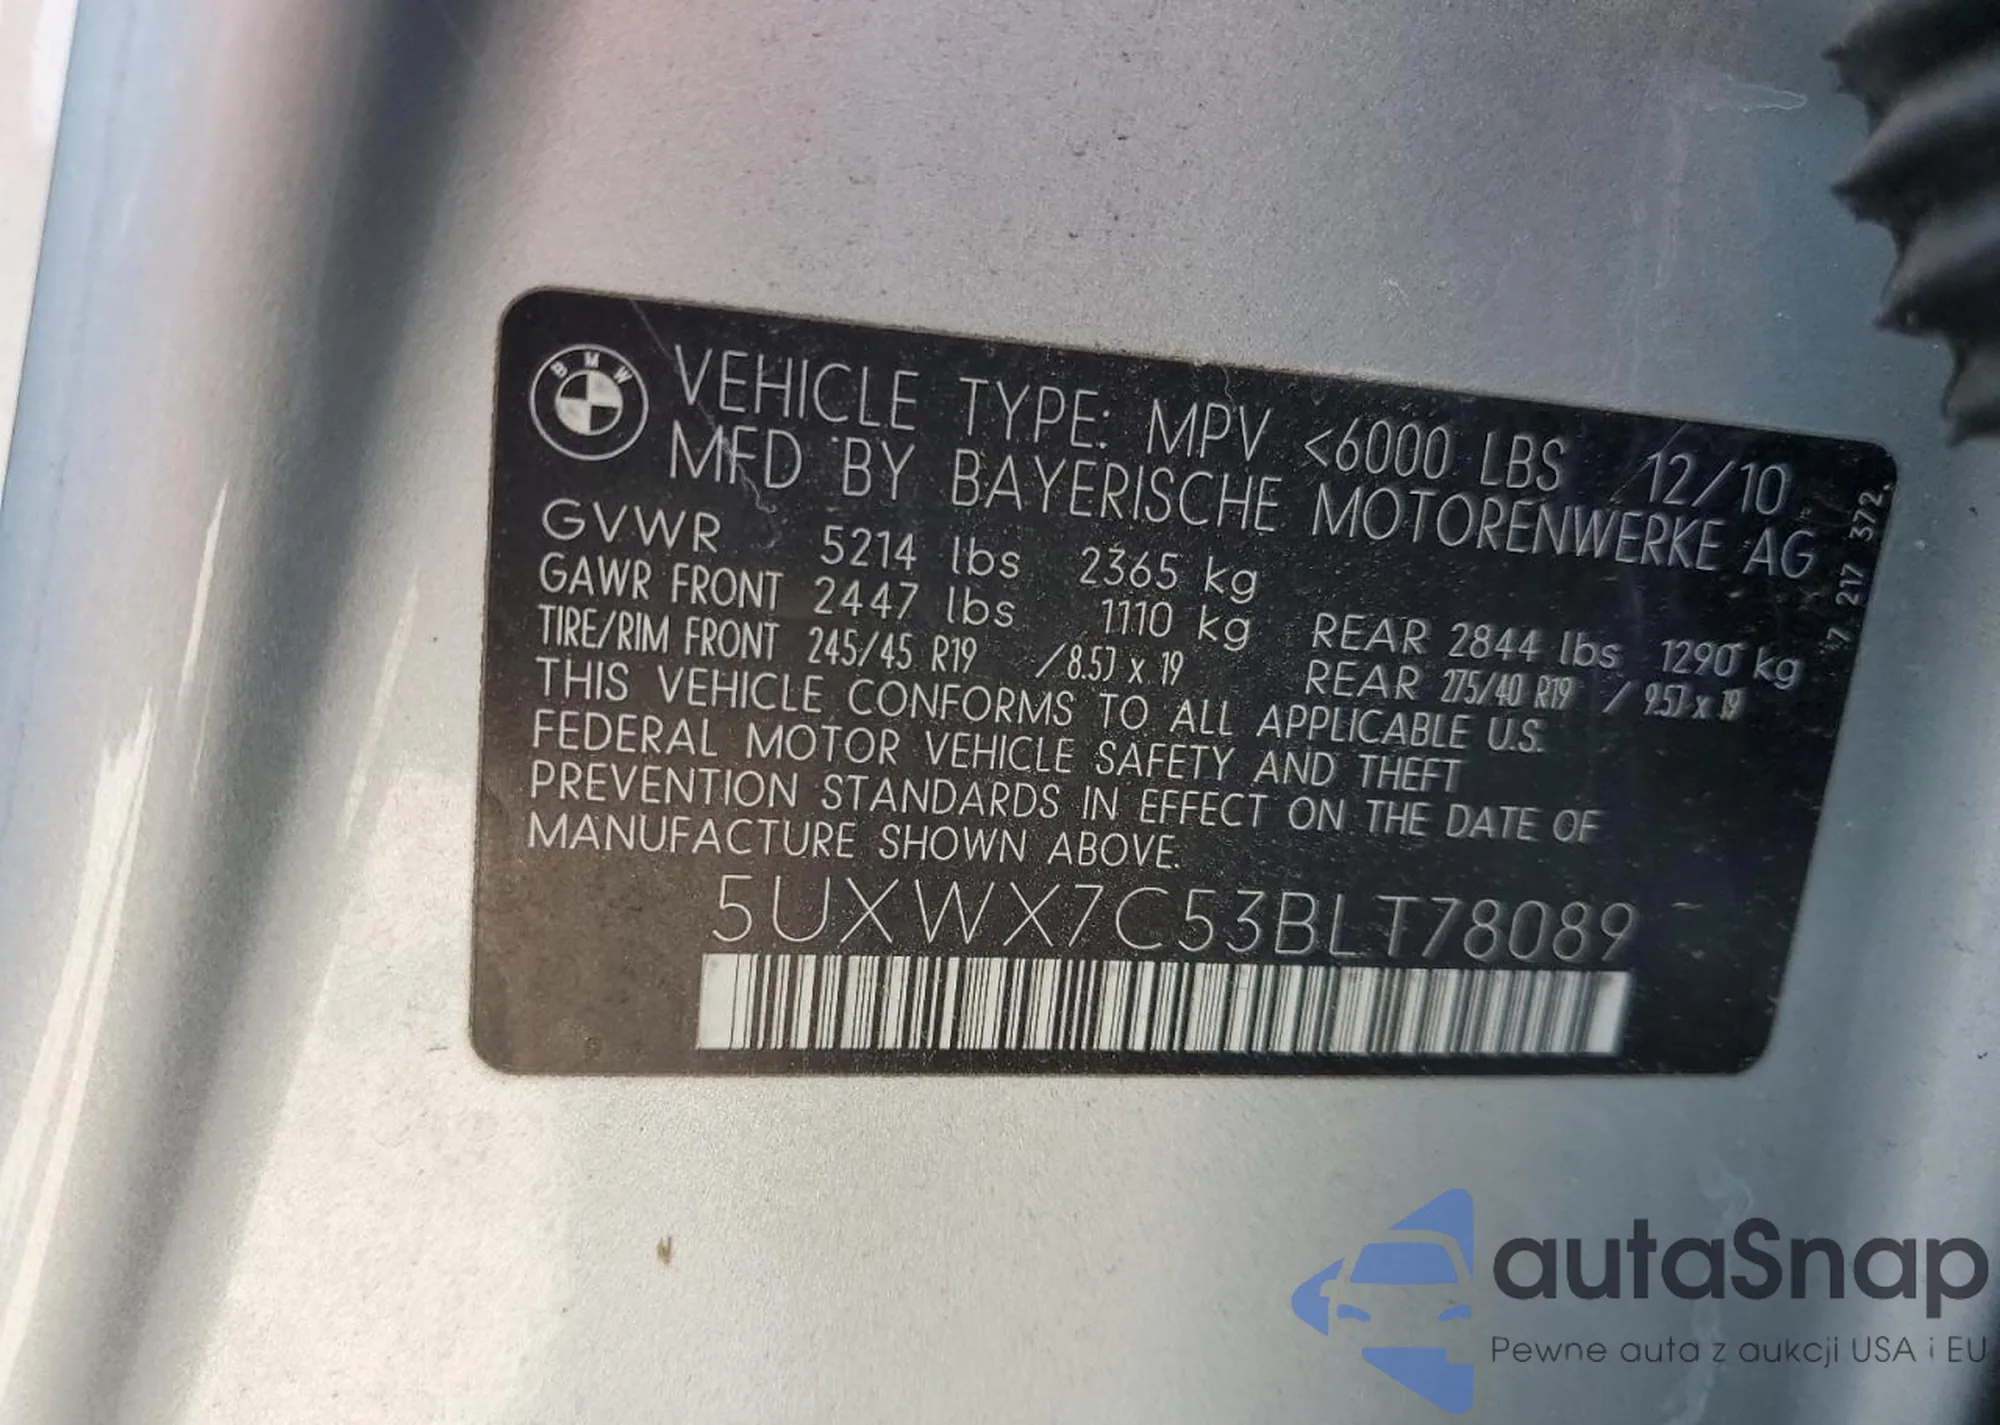 BMW
VEHICLE TYPE: MPV <6000 LBS 12/10
MFD BY BAYERISCHE MOTORENWERKE AG
GVWR 5214 lbs 2365 kg
GAWR FRONT 2447 lbs 1110 kg REAR 2844 lbs 1290 kg
TIRE/RIM FRONT 245/45 R19 /8.5J x 19 REAR 275/40 R19 / 9.5J x 19
THIS VEHICLE CONFORMS TO ALL APPLICABLE U.S.
FEDERAL MOTOR VEHICLE SAFETY AND THEFT
PREVENTION STANDARDS IN EFFECT ON THE DATE OF
MANUFACTURE SHOWN ABOVE.
5UXWX7C53BLT78089
7 217 372
autaSnap
Pewne auta z aukcji USA i EU